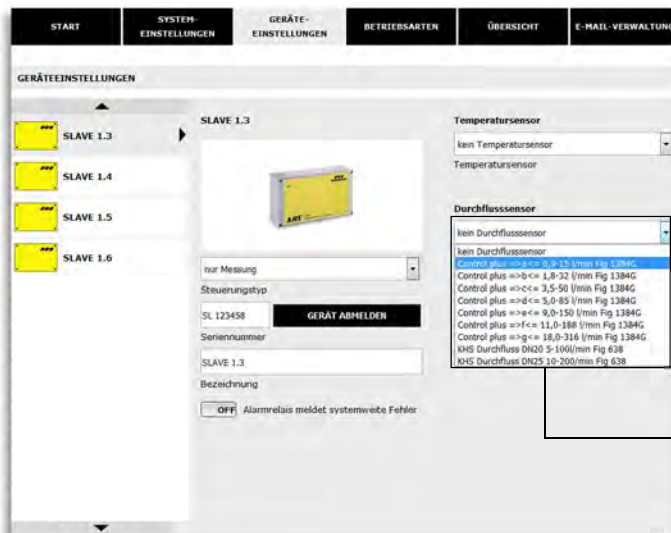 START
SYSTEM-
EINSTELLUNGEN
GERÄTE-
EINSTELLUNGEN
BETRIEBSARTEN
ÜBERSICHT
E-MAIL-VERWALTUNG
GERÄTEEINSTELLUNGEN
SLAVE 1.3
SLAVE 1.4
SLAVE 1.5
SLAVE 1.6
SLAVE 1.3
nur Messung
Steuerungstyp
SL 123458
GERÄT ABMELDEN
Seriennummer
SLAVE 1.3
Bezeichnung
OFF Alarmrelais meldet systemweite Fehler
Temperatursensor
kein Temperatursensor
Temperatursensor
Durchflusssensor
kein Durchflusssensor
kein Durchflusssensor
Control plus =>a<= 0,9-15 l/min Fig 1384G
Control plus =>b<= 1,8-32 l/min Fig 1384G
Control plus =>c<= 3,5-50 l/min Fig 1384G
Control plus =>d<= 5,0-85 l/min Fig 1384G
Control plus =>e<= 9,0-150 l/min Fig 1384G
Control plus =>f<= 11,0-188 l/min Fig 1384G
Control plus =>g<= 18,0-316 l/min Fig 1384G
KHS Durchfluss DN20 5-100l/min Fig 638
KHS Durchfluss DN25 10-200/min Fig 638